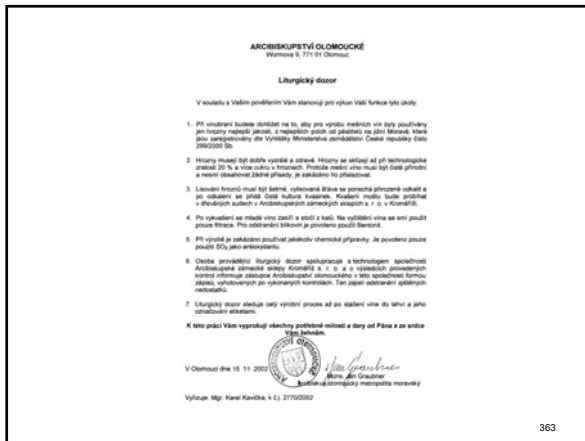 ARCIBISKUPSTVÍ OLOMOUCKÉ
Wurmova 9, 771 01 Olomouc
Liturgický dozor
V souladu s Vaším pověřením Vám stanovuji pro výkon Vaší funkce tyto úkoly:
1. Při vinobraní budete dohlížet na to, aby pro výrobu mešních vín byly používány
jen hrozny nejlepší jakosti, z nejlepších poloh od pěstitelů na jižní Moravě, které
jsou zaregistrovány dle Vyhlášky Ministerstva zemědělství České republiky číslo
299/2000 Sb.
2. Hrozny musejí být dobře vyzrálé a zdravé. Hrozny se sklízejí až při technologické
zralosti 20 % a více cukru v hroznech. Protože mešní víno musí být čistě přírodní
a nesmí obsahovat žádné přísady, je zakázáno ho přislazovat.
3. Lisování hroznů musí být šetrné, vylisovaná šťáva se ponechá přirozeně odkalit a
po odkalení se přidá čistá kultura kvasinek. Kvašení moštu bude probíhat
v dřevěných sudech v Arcibiskupských zámeckých sklepích s. r. o. v Kroměříži.
4. Po vykvašení se mladé víno zasíří a stočí z kalů. Na vyčištění vína se smí použít
pouze filtrace. Pro odstranění bílkovin je povoleno použít Bentonit.
5. Při výrobě je zakázáno používat jakékoliv chemické přípravky. Je povoleno pouze
použití SO₂ jako antioxydantu.
6. Osoba provádějící liturgický dozor spolupracuje s technologem společnosti
Arcibiskupské zámecké sklepy Kroměříž s. r. o. a o výsledcích provedených
kontrol informuje zástupce Arcibiskupství olomouckého v této společnosti formou
zápisů, vyhotovených po vykonaných kontrolách. Ten zajistí odstranění zjištěných
nedostatků.
7. Liturgický dozor sleduje celý výrobní proces až po stáčení vína do lahví a jeho
označování etiketami.
K této práci Vám vyprošuji všechny potřebné milosti a dary od Pána a ze srdce
Vám žehnám.
V Olomouci dne 15. 11. 2002
Mons. Jan Graubner
Arcibiskup olomoucký metropolita moravský
Vyřizuje: Mgr. Karel Kavička, k č.j. 2770/2002
363